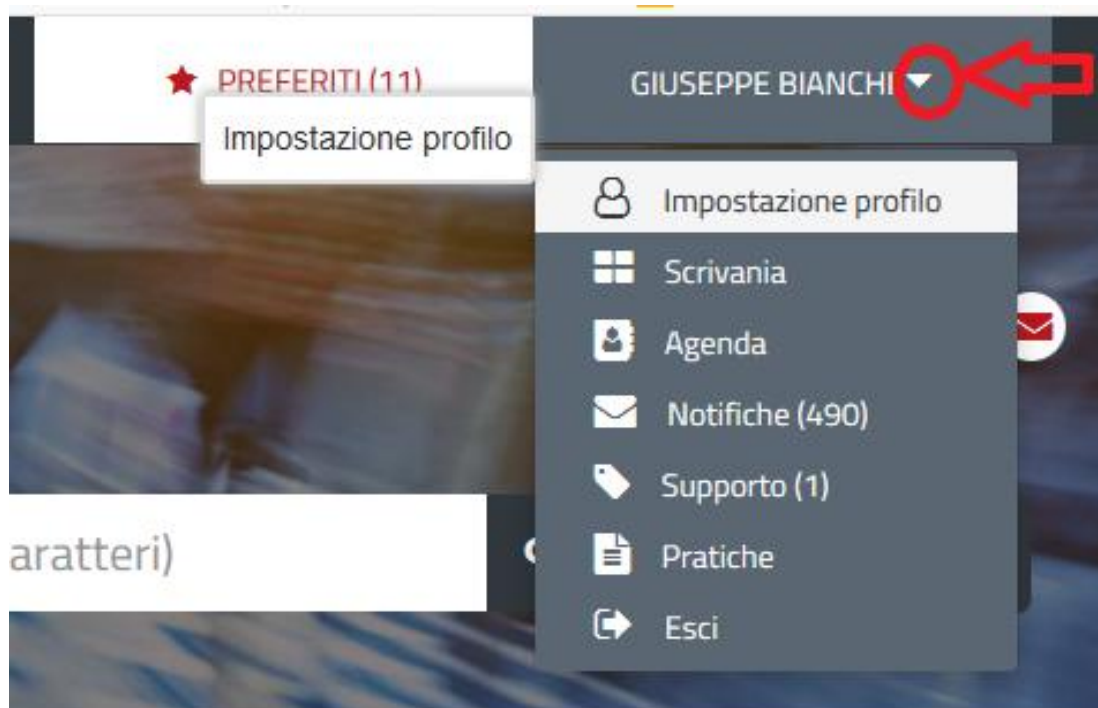 PREFERITI (11)
GIUSEPPE BIANCHI
Impostazione profilo
Impostazione profilo
Scrivania
Agenda
Notifiche (490)
Supporto (1)
aratteri)
Pratiche
Esci